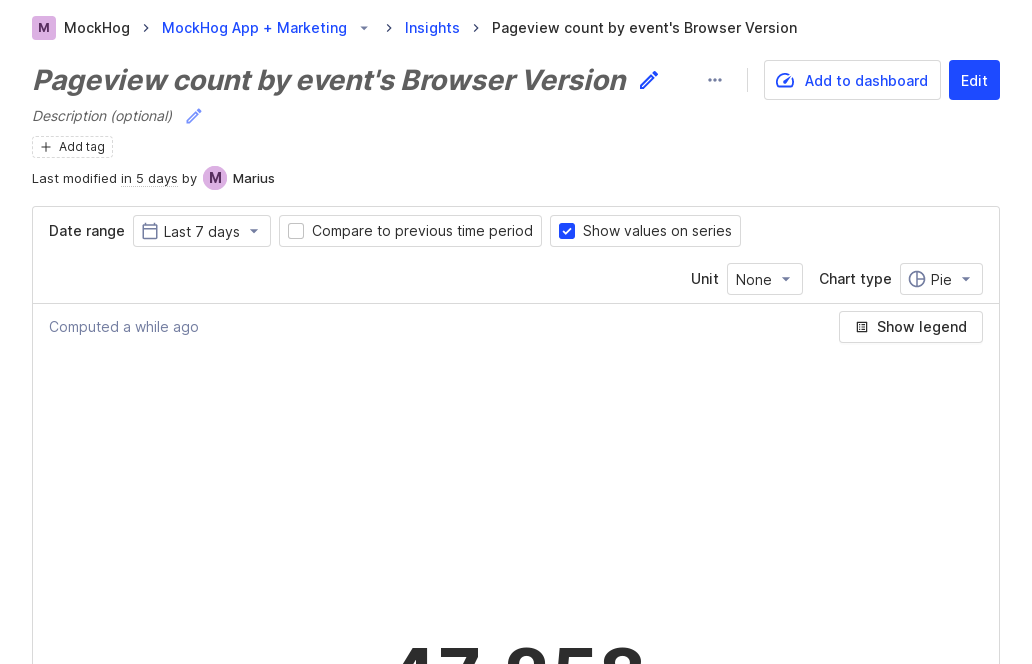 M MockHog MockHog App + Marketing Insights Pageview count by event's Browser Version
Pageview count by event's Browser Version
Add to dashboard
Edit
Description (optional)
Add tag
Last modified in 5 days by M Marius
Date range Last 7 days Compare to previous time period Show values on series
Unit None Chart type Pie
Computed a while ago Show legend